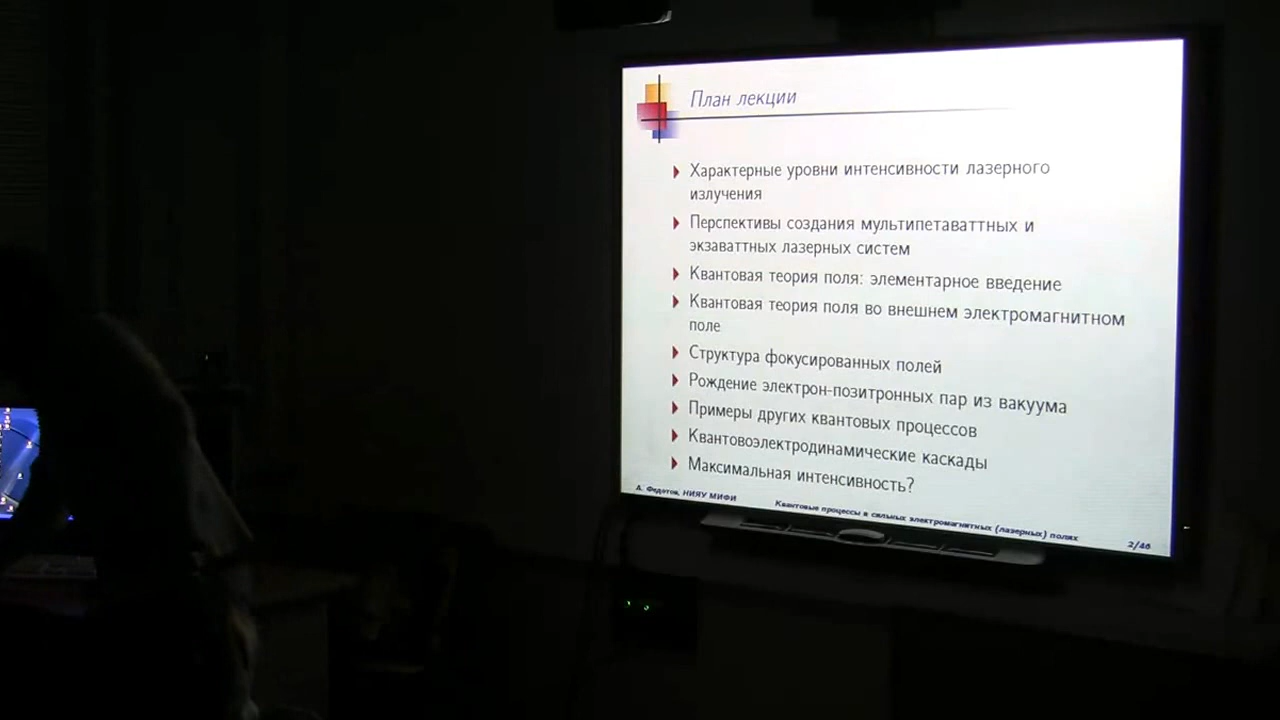 План лекции
Характерные уровни интенсивности лазерного
излучения
Перспективы создания мультипетаваттных и
экзаваттных лазерных систем
Квантовая теория поля: элементарное введение
Квантовая теория поля во внешнем электромагнитном
поле
Структура фокусированных полей
Рождение электрон-позитронных пар из вакуума
Примеры других квантовых процессов
Квантовоэлектродинамические каскады
Максимальная интенсивность?
А. Федотов, НИЯУ МИФИ
Квантовые процессы в сильных электромагнитных (лазерных) полях
2/46